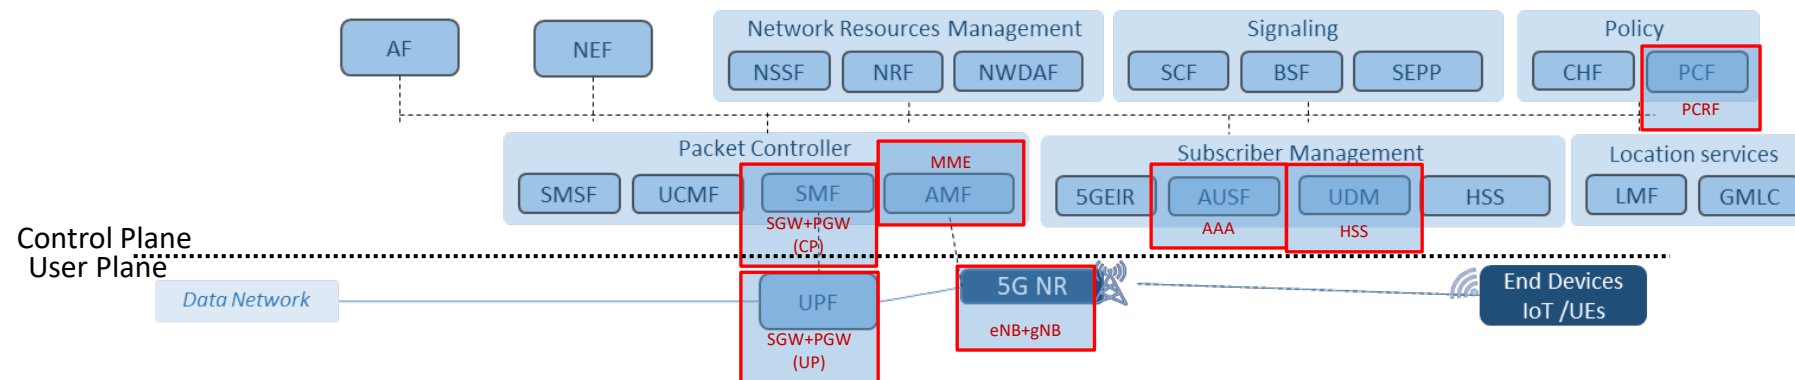 AF
NEF
Network Resources Management
NSSF
NRF
NWDAF
Signaling
SCF
BSF
SEPP
Policy
CHF
PCF
PCRF
Packet Controller
SMSF
UCMF
SMF
SGW+PGW
(CP)
MME
AMF
Subscriber Management
5GEIR
AUSF
AAA
UDM
HSS
HSS
Location services
LMF
GMLC
Control Plane
User Plane
Data Network
UPF
SGW+PGW
(UP)
5G NR
eNB+gNB
End Devices
IoT /UEs